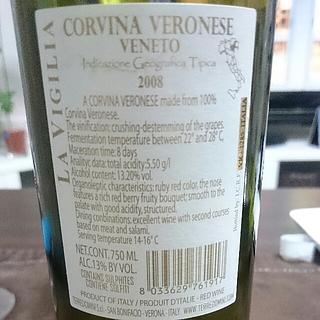 CORVINA VERONESE
VENETO
Indicazione Geografica Tipica
2008
LA VIGILIA
A CORVINA VERONESE made from 100%
Corvina Veronese.
The vinification: crushing-destemming of the grapes
Fermentation temperature between 22° and 28°C,
Maceration time: 8 days
Anality data: total acidity:5,50 g/l
Alcohol content: 13.20% vol.
Organoleptic characteristics: ruby red color, the nose
features a rich red berry fruity bouquet; smooth to the
palate with good acidity, structured.
Dining combinations: excellent wine with second courses
based on meat and salami.
Serving temperature 14-16° C
NET.CONT.750 ML
ALC.13% BY VOL.
CONTAINS SULPHITES
CONTIENE SULFITI
8 033629 761917
PRODUCT OF ITALY / PRODUIT D'ITALIE - RED WINE
SAN BONIFACIO - VERONA - ITALY
ITALIA